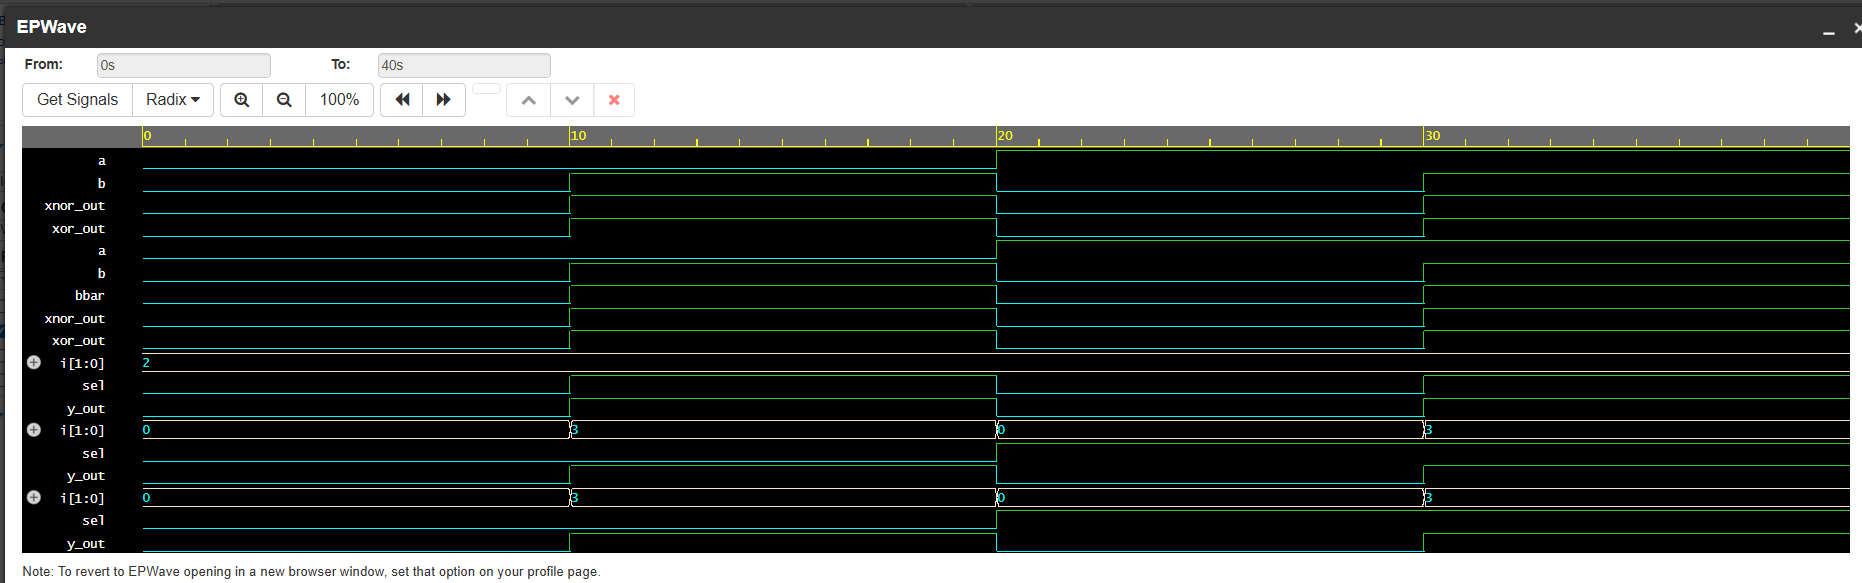 EPWave
From: 0s To: 40s
Get Signals Radix 100%
0 10 20 30
a
b
xnor_out
xor_out
a
b
bbar
xnor_out
xor_out
i[1:0] 2
sel
y_out
i[1:0] 0 3 0 3
sel
y_out
i[1:0] 0 3 0 3
sel
y_out
Note: To revert to EPWave opening in a new browser window, set that option on your profile page.